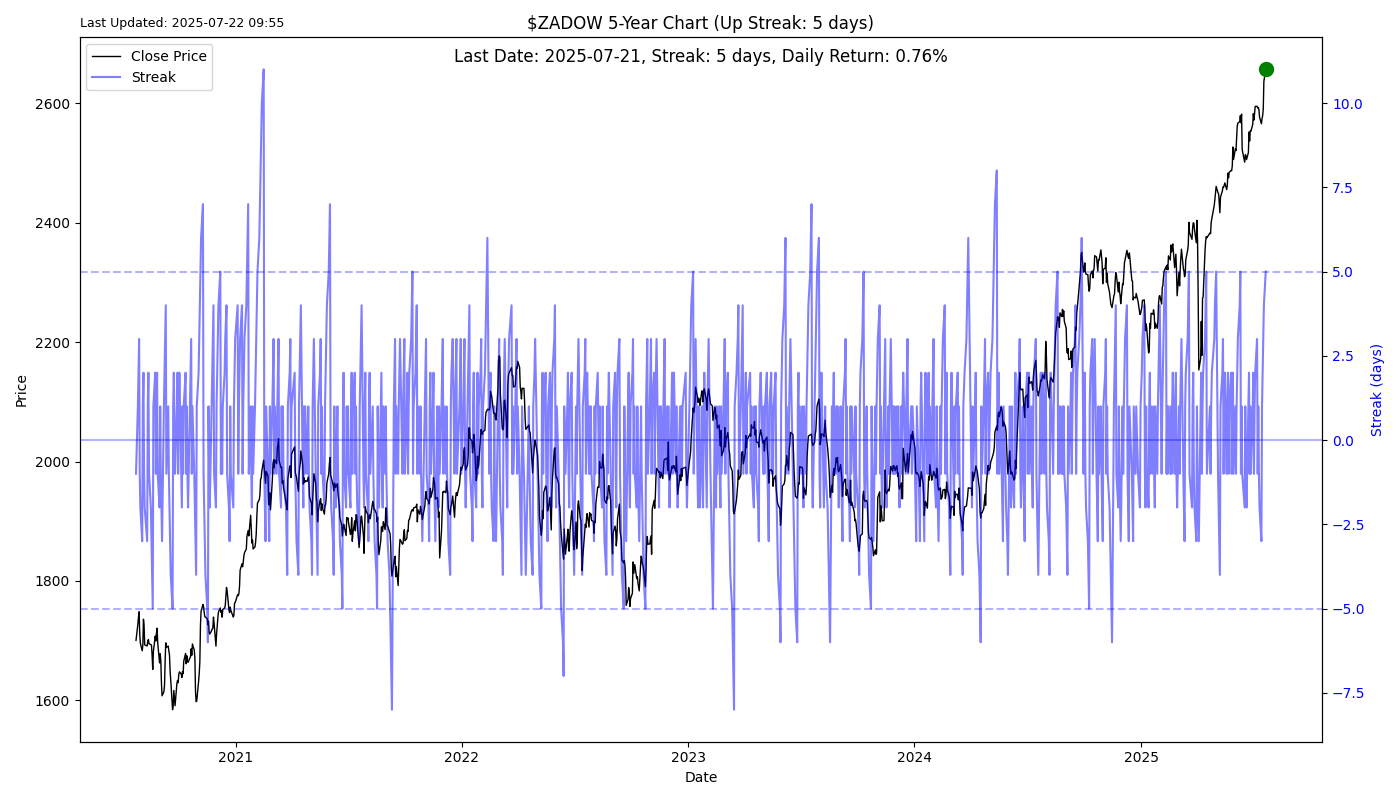 Last Updated: 2025-07-22 09:55
$ZADOW 5-Year Chart (Up Streak: 5 days)
Last Date: 2025-07-21, Streak: 5 days, Daily Return: 0.76%
Close Price
Streak
2600
2400
2200
2000
1800
1600
Price
10.0
7.5
5.0
2.5
0.0
−2.5
−5.0
−7.5
Streak (days)
2021 2022 2023 2024 2025
Date